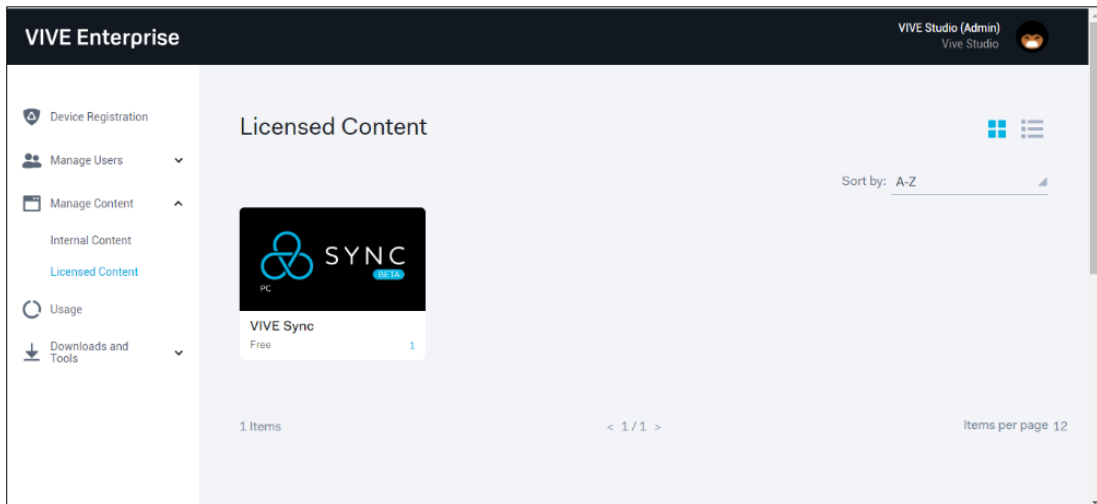 VIVE Enterprise
VIVE Studio (Admin)
Vive Studio
Device Registration
Manage Users
Manage Content
Internal Content
Licensed Content
Usage
Downloads and
Tools
Licensed Content
Sort by: A-Z
SYNC
BETA
PC
VIVE Sync
Free 1
1 Items < 1/1 > Items per page 12